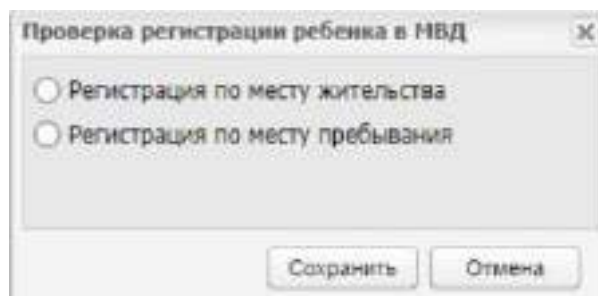 Проверка регистрации ребенка в МВД
Регистрация по месту жительства
Регистрация по месту пребывания
Сохранить
Отмена